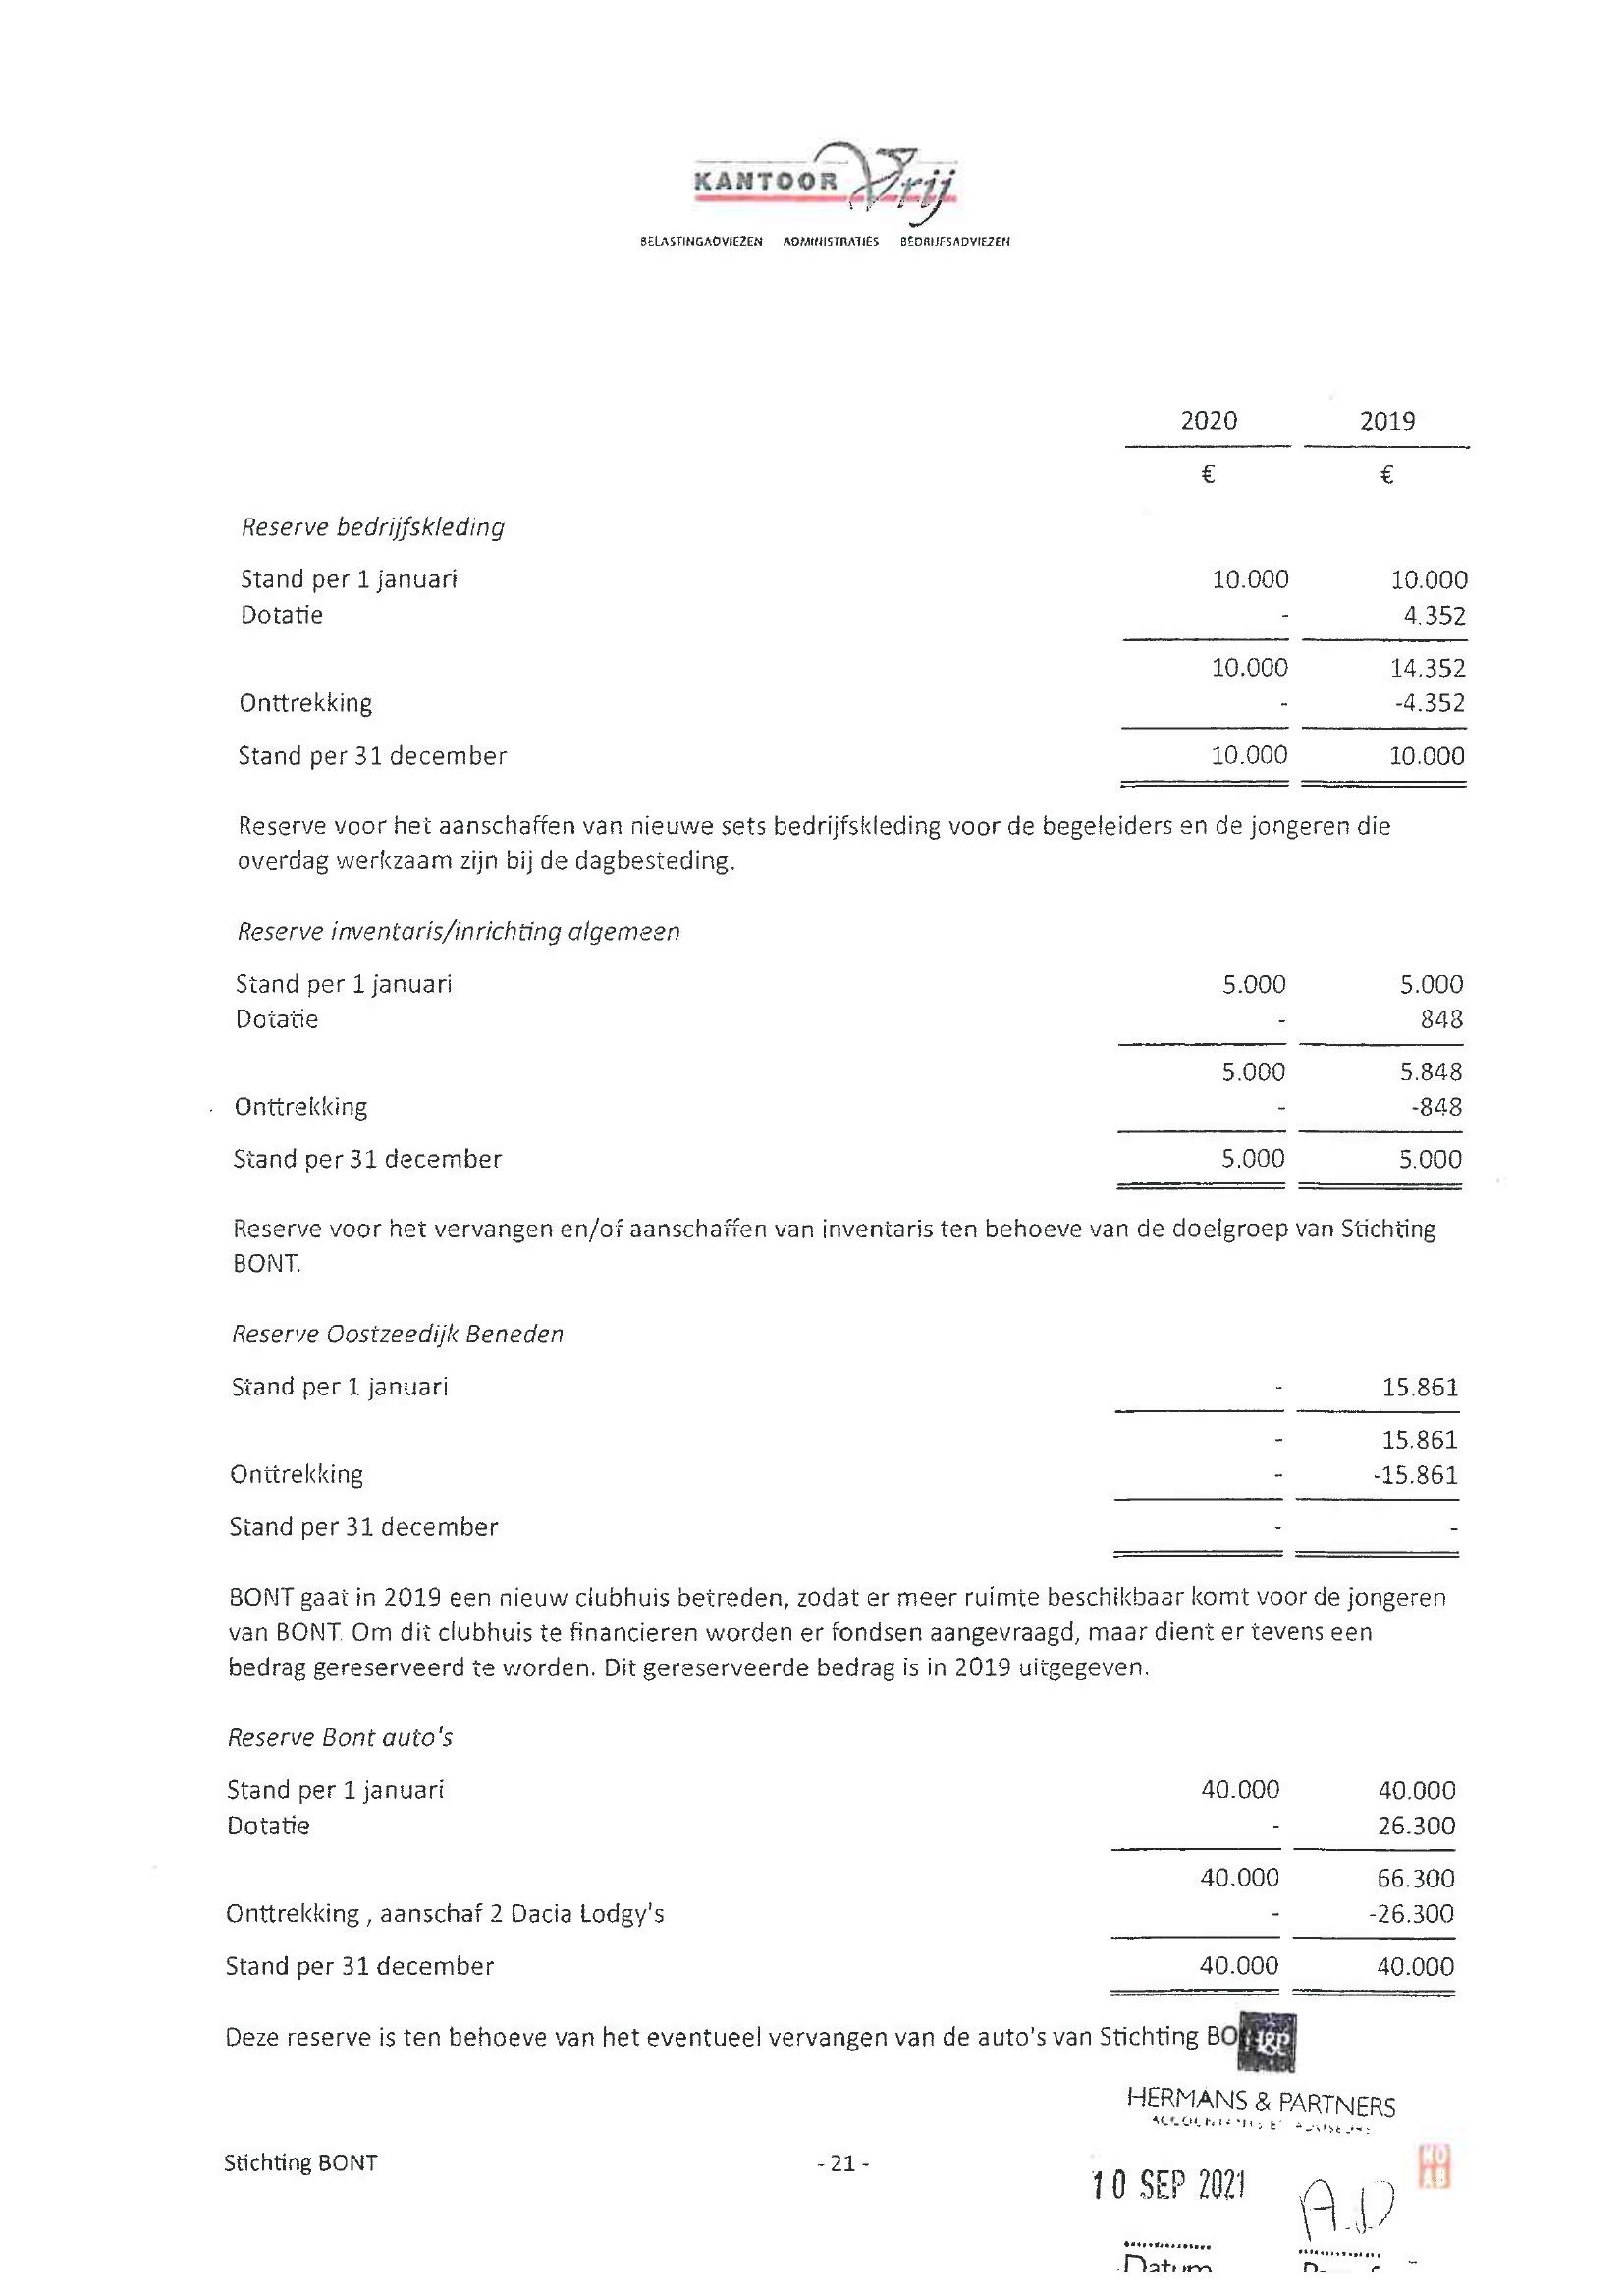 KANTOOR Vrij
BELASTINGADVIEZEN ADMINISTRATIES BEDRIJFSADVIEZEN
2020 2019
€ €
Reserve bedrijfskleding
Stand per 1 januari 10.000 10.000
Dotatie - 4.352
10.000 14.352
Onttrekking - -4.352
Stand per 31 december 10.000 10.000
Reserve voor het aanschaffen van nieuwe sets bedrijfskleding voor de begeleiders en de jongeren die
overdag werkzaam zijn bij de dagbesteding.
Reserve inventaris/inrichting algemeen
Stand per 1 januari 5.000 5.000
Dotatie - 848
5.000 5.848
Onttrekking - -848
Stand per 31 december 5.000 5.000
Reserve voor het vervangen en/of aanschaffen van inventaris ten behoeve van de doelgroep van Stichting
BONT.
Reserve Oostzeedijk Beneden
Stand per 1 januari - 15.861
- 15.861
Onttrekking - -15.861
Stand per 31 december - -
BONT gaat in 2019 een nieuw clubhuis betreden, zodat er meer ruimte beschikbaar komt voor de jongeren
van BONT. Om dit clubhuis te financieren worden er fondsen aangevraagd, maar dient er tevens een
bedrag gereserveerd te worden. Dit gereserveerde bedrag is in 2019 uitgegeven.
Reserve Bont auto's
Stand per 1 januari 40.000 40.000
Dotatie - 26.300
40.000 66.300
Onttrekking , aanschaf 2 Dacia Lodgy's - -26.300
Stand per 31 december 40.000 40.000
Deze reserve is ten behoeve van het eventueel vervangen van de auto's van Stichting BO
H&P
HERMANS & PARTNERS
Stichting BONT - 21 -
NO
AB
10 SEP 2021
A.D
Datum